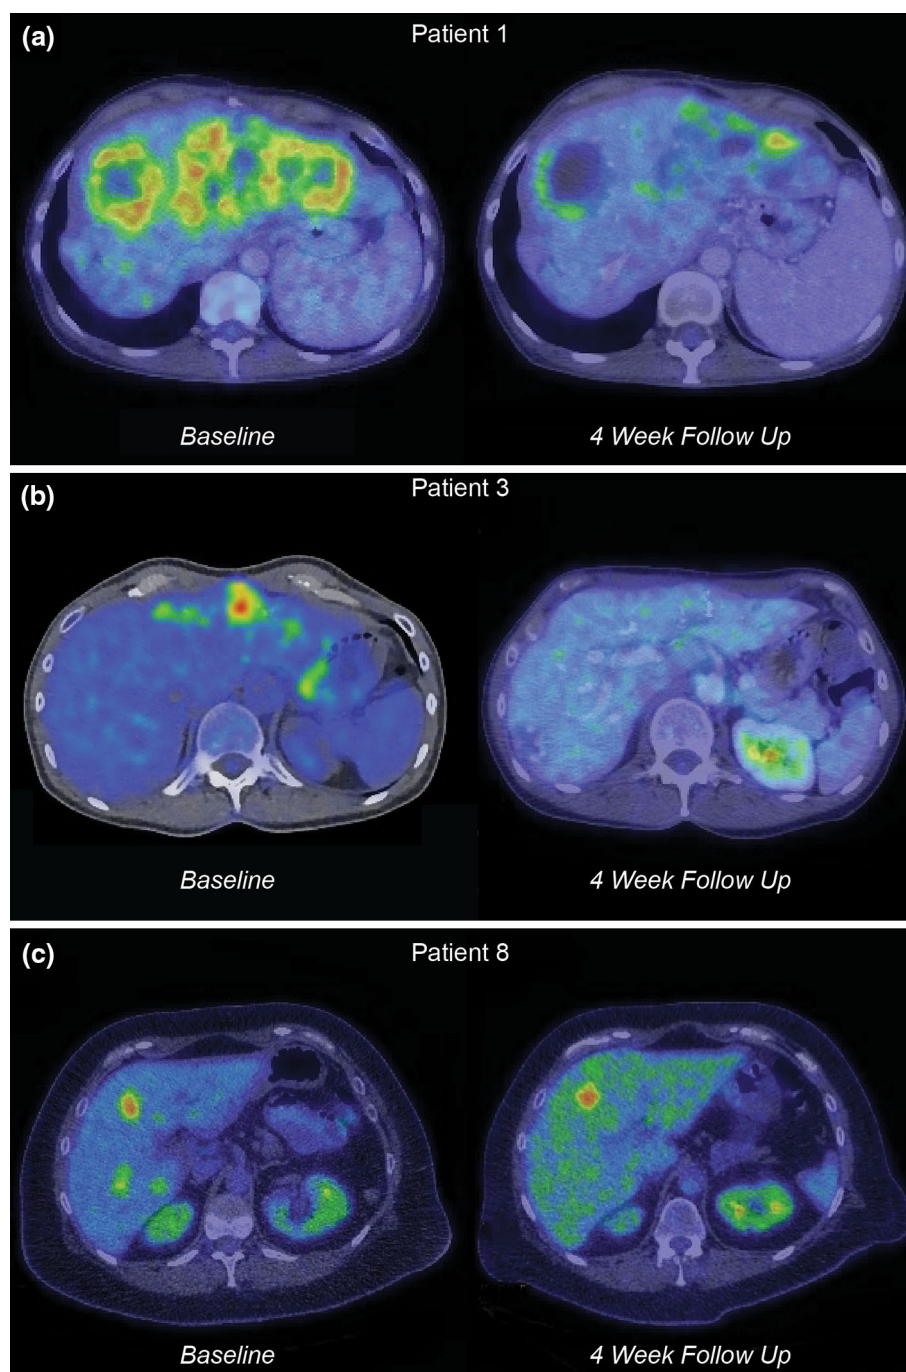 (a)
Patient 1
Baseline
4 Week Follow Up
(b)
Patient 3
Baseline
4 Week Follow Up
(c)
Patient 8
Baseline
4 Week Follow Up